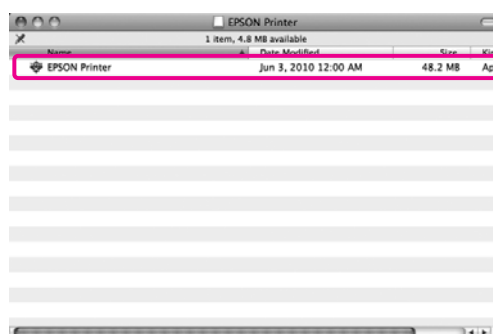 EPSON Printer
1 item, 4.8 MB available
Name Date Modified Size
EPSON Printer Jun 3, 2010 12:00 AM 48.2 MB Ap